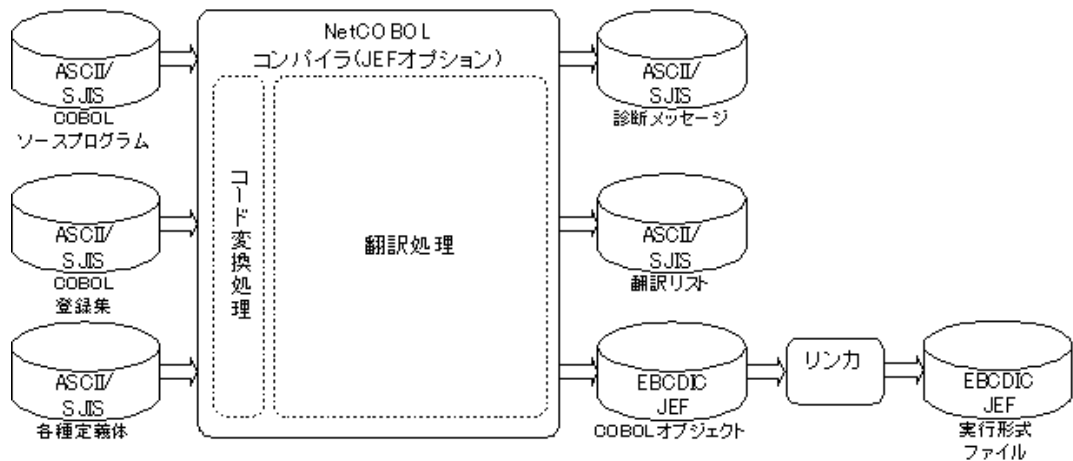 ASCII/
SJIS
COBOL
ソースプログラム
ASCII/
SJIS
COBOL
登録集
ASCII/
SJIS
各種定義体
NetCOBOL
コンパイラ(JEFオプション)
コード変換処理
翻訳処理
ASCII/
SJIS
診断メッセージ
ASCII/
SJIS
翻訳リスト
EBCDIC
JEF
COBOLオブジェクト
リンカ
EBCDIC
JEF
実行形式
ファイル